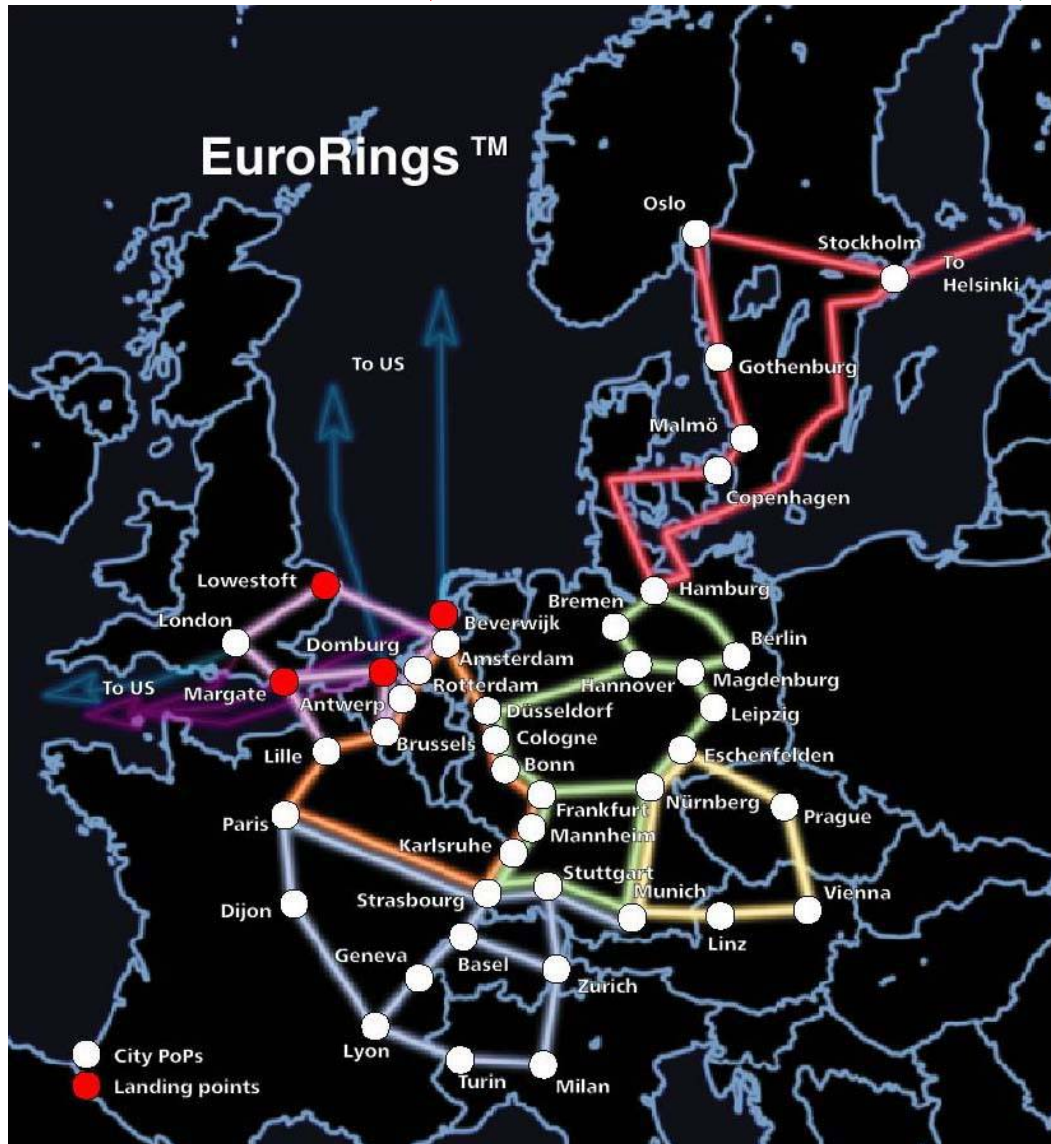 EuroRings ™
Oslo
Stockholm
To
Helsinki
To US
Gothenburg
Malmö
Copenhagen
Lowestoft
Hamburg
Bremen
London
Beverwijk
Berlin
Domburg
Amsterdam
To US
Margate
Rotterdam
Hannover
Magdenburg
Antwerp
Düsseldorf
Leipzig
Lille
Brussels
Cologne
Eschenfelden
Bonn
Frankfurt
Nürnberg
Paris
Prague
Karlsruhe
Mannheim
Stuttgart
Strasbourg
Munich
Vienna
Dijon
Linz
Geneva
Basel
Zurich
Lyon
City PoPs
Turin
Milan
Landing points